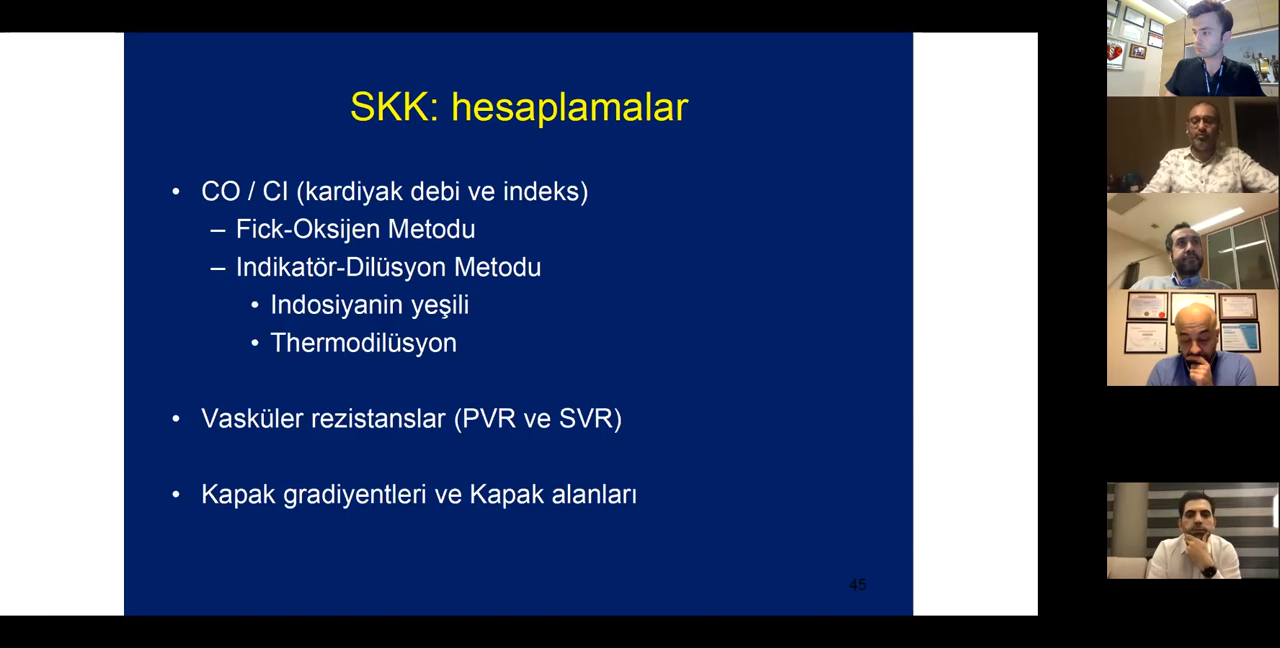 SKK: hesaplamalar
• CO / CI (kardiyak debi ve indeks)
– Fick-Oksijen Metodu
– Indikatör-Dilüsyon Metodu
• Indosiyanin yeşili
• Thermodilüsyon
• Vasküler rezistanslar (PVR ve SVR)
• Kapak gradiyentleri ve Kapak alanları
45